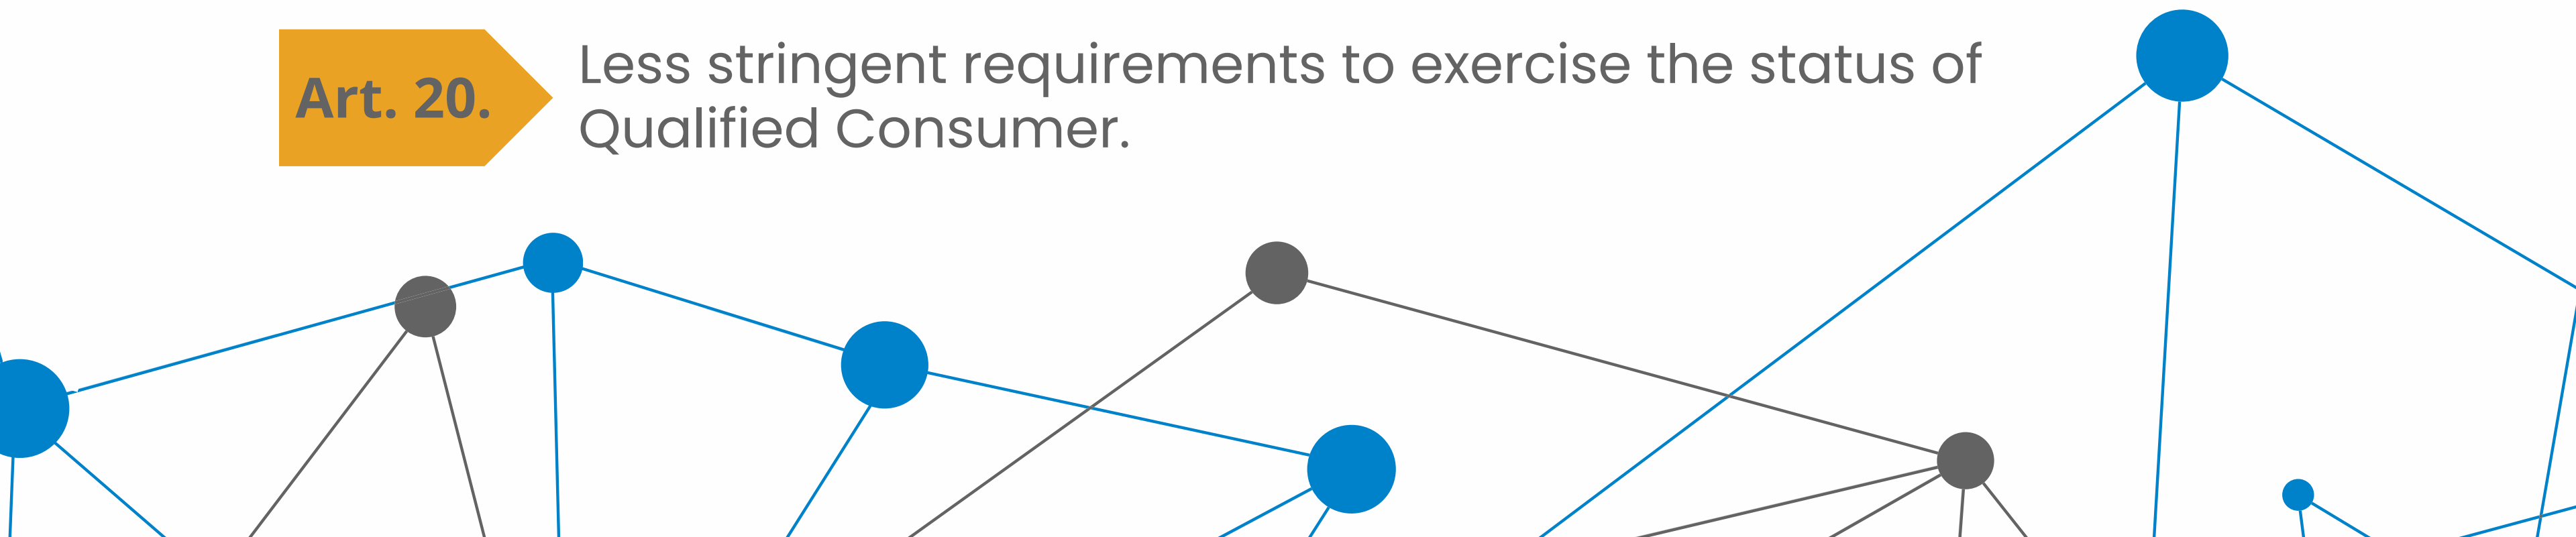 Art. 20.
Less stringent requirements to exercise the status of
Qualified Consumer.